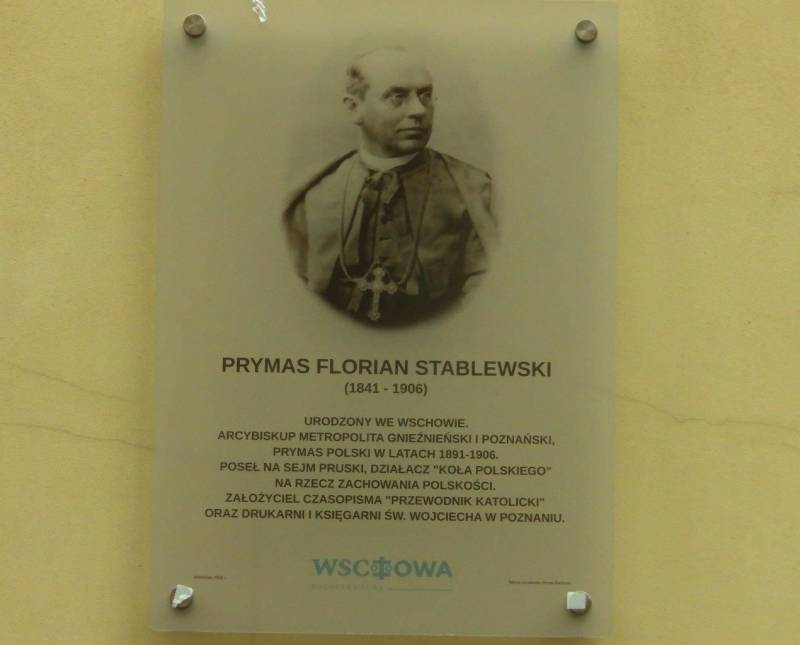 PRYMAS FLORIAN STABLEWSKI
(1841 - 1906)
URODZONY WE WSCHOWIE.
ARCYBISKUP METROPOLITA GNIEŹNIEŃSKI I POZNAŃSKI,
PRYMAS POLSKI W LATACH 1891-1906.
POSEŁ NA SEJM PRUSKI, DZIAŁACZ "KOŁA POLSKIEGO"
NA RZECZ ZACHOWANIA POLSKOŚCI.
ZAŁOŻYCIEL CZASOPISMA "PRZEWODNIK KATOLICKI"
ORAZ DRUKARNI I KSIĘGARNI ŚW. WOJCIECHA W POZNANIU.
WSCHOWA